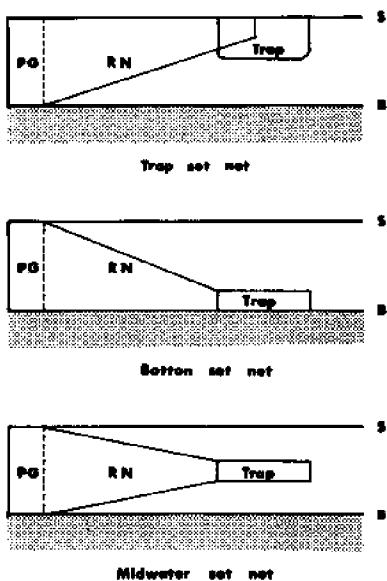 S
PG RN Trap
B
Trap set net
S
PG RN
Trap
B
Botton set net
S
PG RN Trap
B
Midwater set net